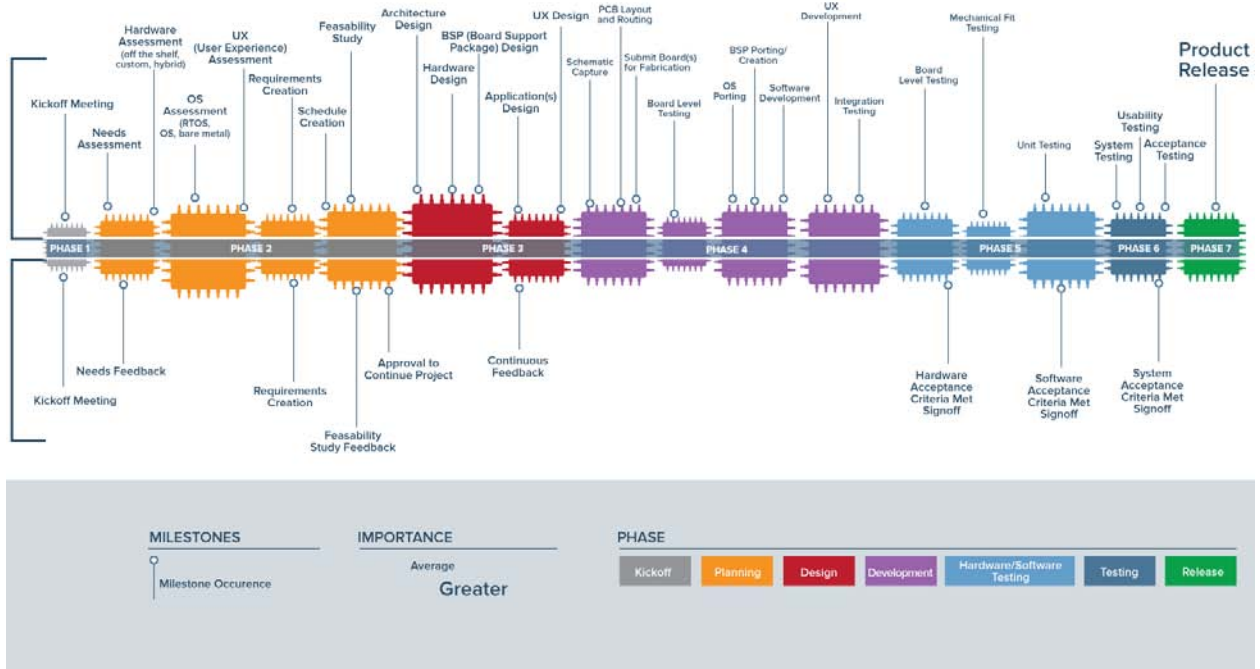 Kickoff Meeting
Needs
Assessment
Hardware
Assessment
(off the shelf,
custom, hybrid)
OS
Assessment
(RTOS,
OS, bare metal)
UX
(User Experience)
Assessment
Requirements
Creation
Schedule
Creation
Feasability
Study
Architecture
Design
Hardware
Design
BSP (Board Support
Package) Design
Application(s)
Design
UX Design
Schematic
Capture
PCB Layout
and Routing
Submit Board(s)
for Fabrication
Board Level
Testing
OS
Porting
BSP Porting/
Creation
Software
Development
UX
Development
Integration
Testing
Board
Level Testing
Mechanical Fit
Testing
Unit Testing
System
Testing
Usability
Testing
Acceptance
Testing
Product
Release
PHASE 1
PHASE 2
PHASE 3
PHASE 4
PHASE 5
PHASE 6
PHASE 7
Kickoff Meeting
Needs Feedback
Requirements
Creation
Feasability
Study Feedback
Approval to
Continue Project
Continuous
Feedback
Hardware
Acceptance
Criteria Met
Signoff
Software
Acceptance
Criteria Met
Signoff
System
Acceptance
Criteria Met
Signoff
MILESTONES
Milestone Occurence
IMPORTANCE
Average
Greater
PHASE
Kickoff
Planning
Design
Development
Hardware/Software
Testing
Testing
Release